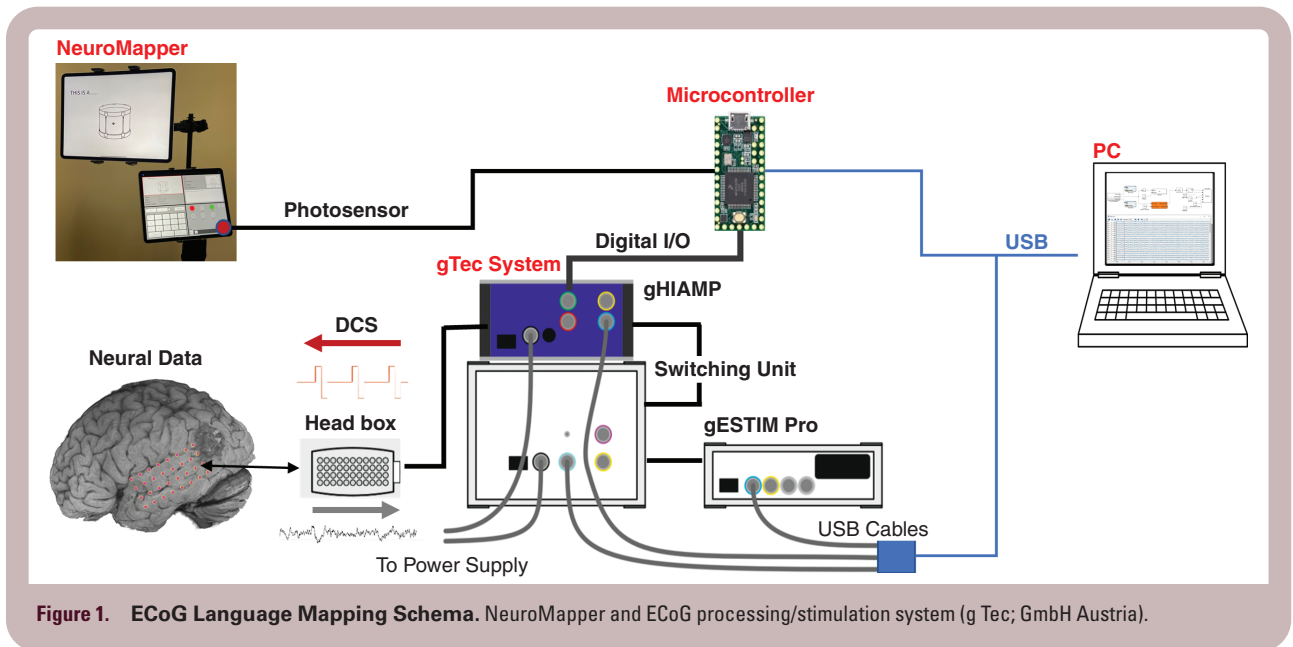 NeuroMapper
THIS IS A......
Microcontroller
PC
Photosensor
Digital I/O
USB
gTec System
gHIAMP
DCS
Neural Data
Switching Unit
Head box
gESTIM Pro
USB Cables
To Power Supply
Figure 1. ECoG Language Mapping Schema. NeuroMapper and ECoG processing/stimulation system (g Tec; GmbH Austria).